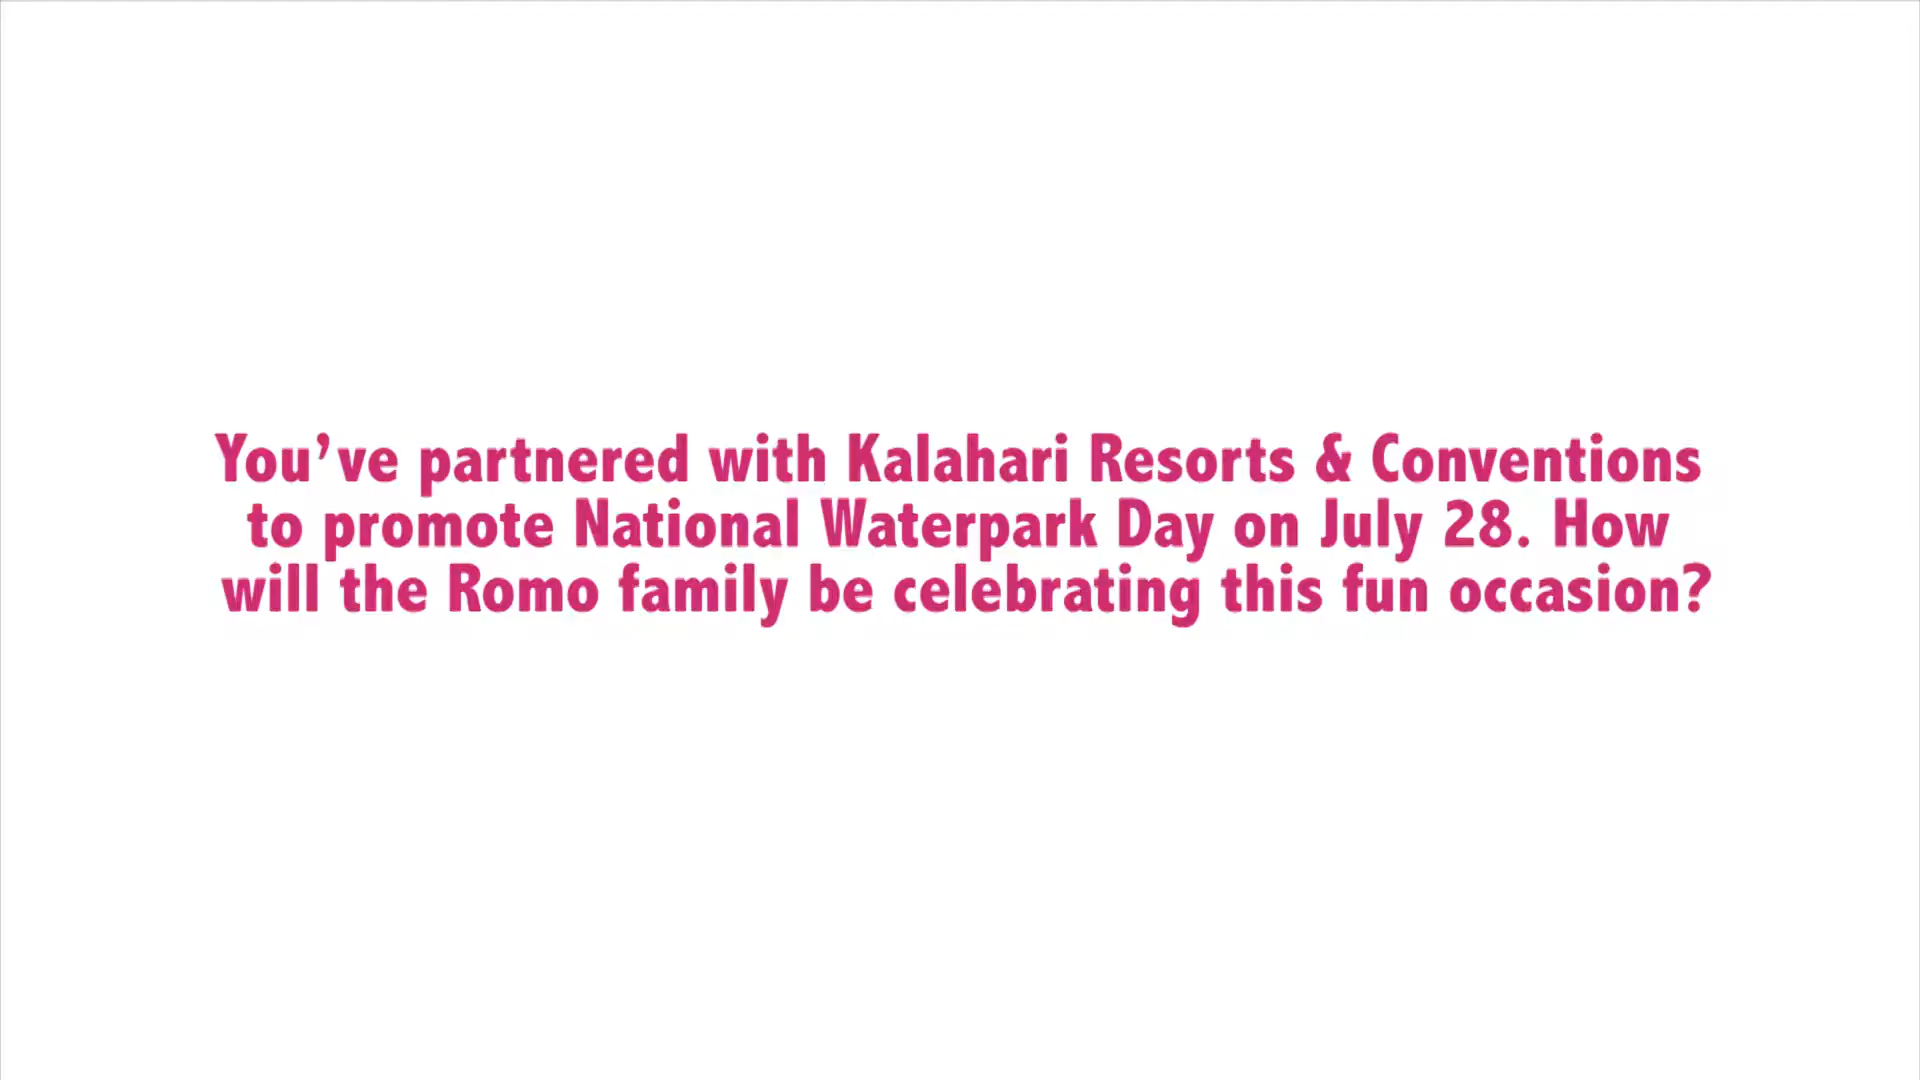 You’ve partnered with Kalahari Resorts & Conventions
to promote National Waterpark Day on July 28. How
will the Romo family be celebrating this fun occasion?